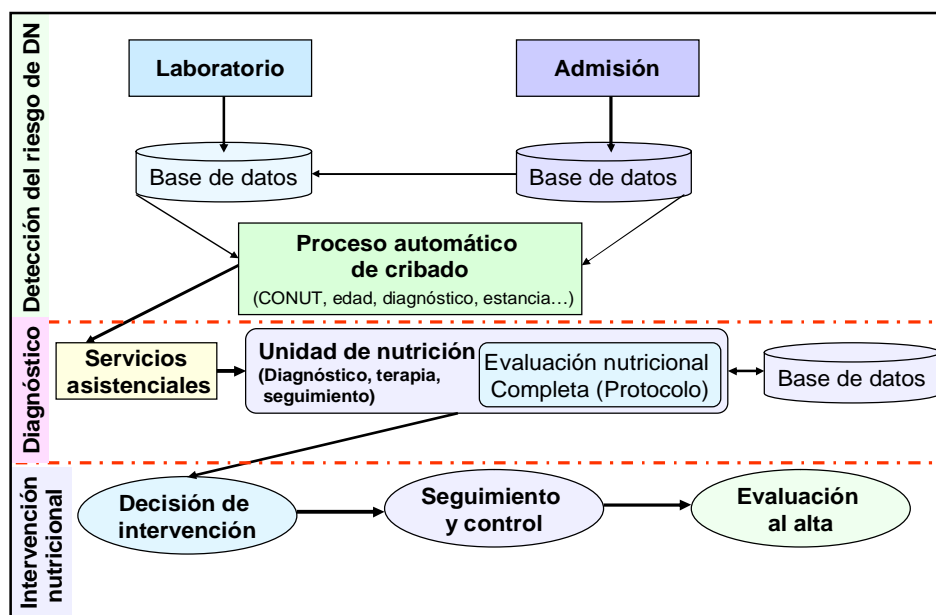 Detección del riesgo de DN
Laboratorio
Admisión
Base de datos
Base de datos
Proceso automático
de cribado
(CONUT, edad, diagnóstico, estancia…)
Diagnóstico
Servicios
asistenciales
Unidad de nutrición
(Diagnóstico, terapia,
seguimiento)
Evaluación nutricional
Completa (Protocolo)
Base de datos
Intervención
nutricional
Decisión de
intervención
Seguimiento
y control
Evaluación
al alta